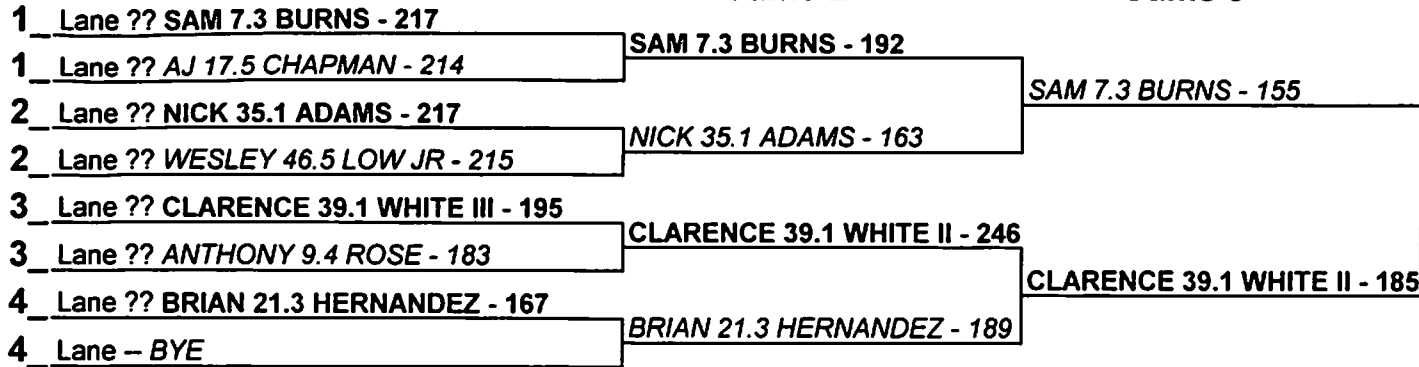 1_ Lane ?? SAM 7.3 BURNS - 217
SAM 7.3 BURNS - 192
1_ Lane ?? AJ 17.5 CHAPMAN - 214
SAM 7.3 BURNS - 155
2_ Lane ?? NICK 35.1 ADAMS - 217
NICK 35.1 ADAMS - 163
2_ Lane ?? WESLEY 46.5 LOW JR - 215
3_ Lane ?? CLARENCE 39.1 WHITE III - 195
CLARENCE 39.1 WHITE II - 246
3_ Lane ?? ANTHONY 9.4 ROSE - 183
CLARENCE 39.1 WHITE II - 185
4_ Lane ?? BRIAN 21.3 HERNANDEZ - 167
BRIAN 21.3 HERNANDEZ - 189
4_ Lane -- BYE